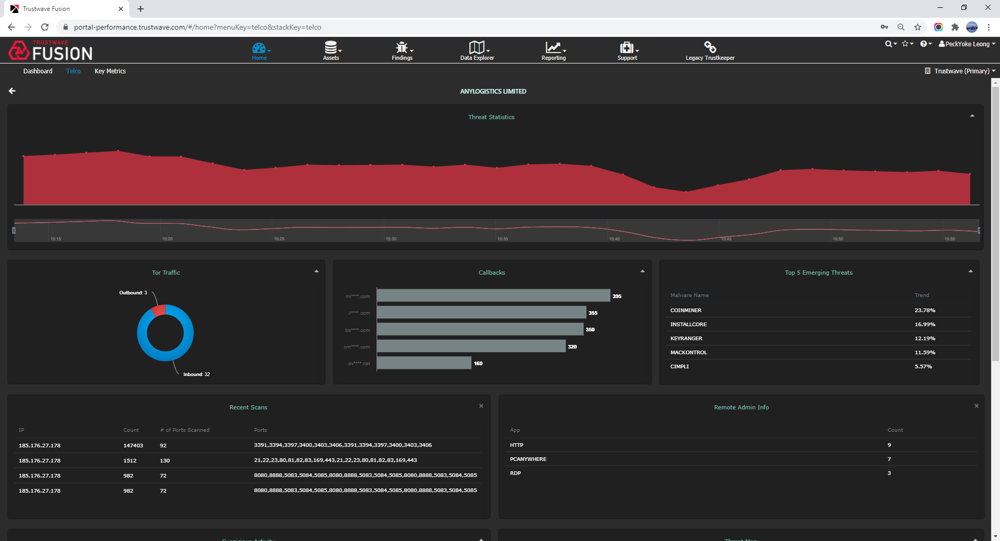 Trustwave Fusion
portal-performance.trustwave.com/#/home?menuKey=telco&stackKey=telco
TRUSTWAVE
FUSION
Home
Assets
Findings
Data Explorer
Reporting
Support
Legacy Trustkeeper
PeckYoke Leong
Dashboard Telco Key Metrics
Trustwave (Primary)
ANYLOGISTICS LIMITED
Threat Statistics
10:15 10:20 10:25 10:30 10:35 10:40 10:45 10:50 10:55
Tor Traffic
Outbound: 3
Inbound: 32
Callbacks
mi****.com 395
li****.com 355
ba****.com 350
om****.com 320
av****.net 160
Top 5 Emerging Threats
Malware Name Trend
COINMINER 23.78%
INSTALLCORE 16.99%
KEYRANGER 12.19%
MACKONTROL 11.59%
CIMPLI 5.57%
Recent Scans
IP Count # of Ports Scanned Ports
185.176.27.178 147403 92 3391,3394,3397,3400,3403,3406,3391,3394,3397,3400,3403,3406
185.176.27.178 1512 130 21,22,23,80,81,82,83,169,443,21,22,23,80,81,82,83,169,443
185.176.27.178 982 72 8080,8888,5083,5084,5085,8080,8888,5083,5084,5085,8080,8888,5083,5084,5085
185.176.27.178 982 72 8080,8888,5083,5084,5085,8080,8888,5083,5084,5085,8080,8888,5083,5084,5085
Remote Admin Info
App Count
HTTP 9
PCANYWHERE 7
RDP 3
Suspicious Activity
Threat Map